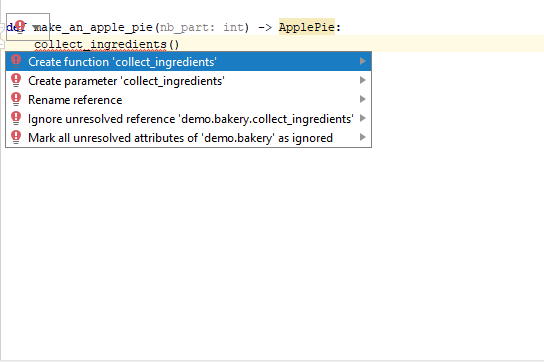 def make_an_apple_pie(nb_part: int) -> ApplePie:
collect_ingredients()
Create function 'collect_ingredients'
Create parameter 'collect_ingredients'
Rename reference
Ignore unresolved reference 'demo.bakery.collect_ingredients'
Mark all unresolved attributes of 'demo.bakery' as ignored